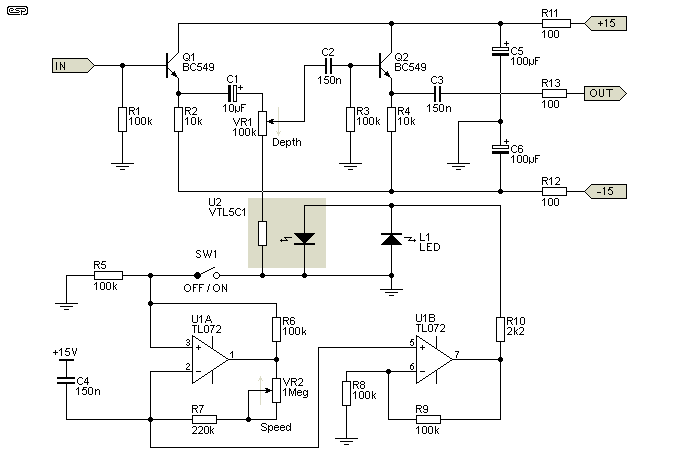 esp
R11
+15
100
Q1
BC549
C2
150n
Q2
BC549
C5
100µF
IN
C1
10µF
C3
150n
R13
OUT
100
R1
100k
R2
10k
VR1
100k
Depth
R3
100k
R4
10k
C6
100µF
R12
-15
100
U2
VTL5C1
L1
LED
R5
100k
SW1
OFF / ON
U1A
TL072
R6
100k
U1B
TL072
R10
2k2
3
+
2
-
1
5
+
6
-
7
+15V
C4
150n
VR2
1Meg
R8
100k
R7
220k
Speed
R9
100k